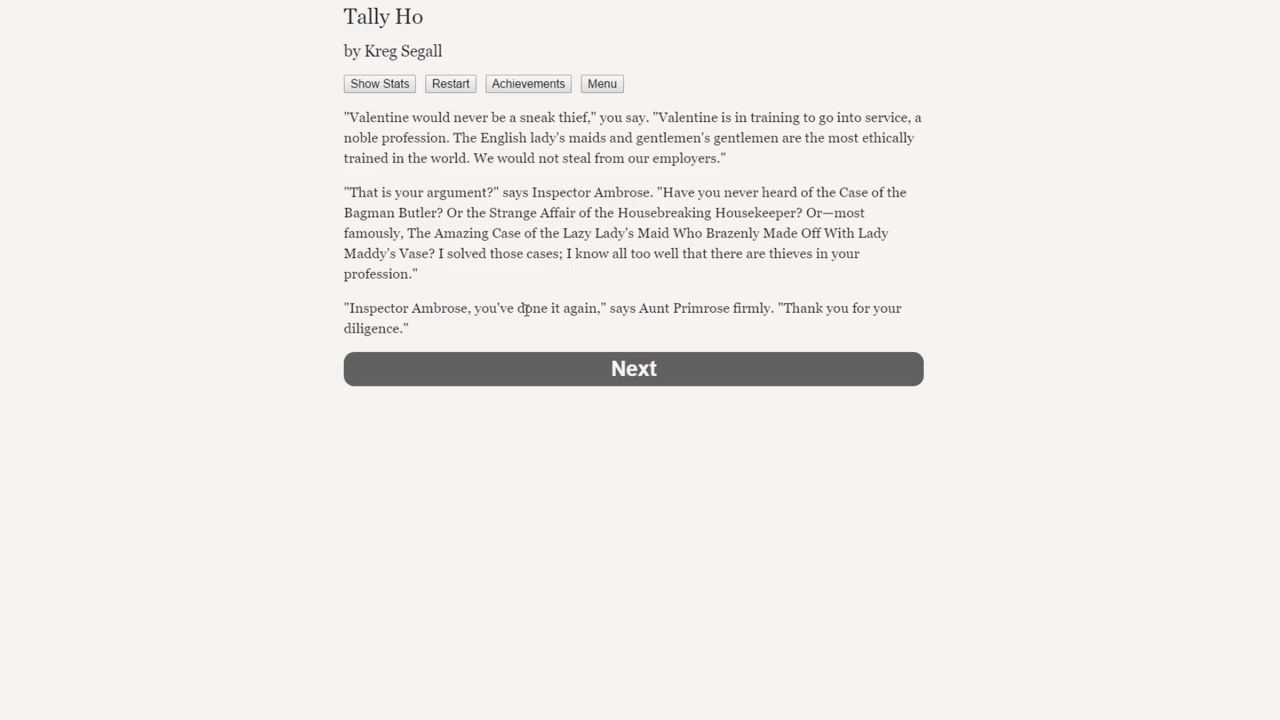 Tally Ho
by Kreg Segall
Show Stats Restart Achievements Menu
"Valentine would never be a sneak thief," you say. "Valentine is in training to go into service, a
noble profession. The English lady's maids and gentlemen's gentlemen are the most ethically
trained in the world. We would not steal from our employers."
"That is your argument?" says Inspector Ambrose. "Have you never heard of the Case of the
Bagman Butler? Or the Strange Affair of the Housebreaking Housekeeper? Or—most
famously, The Amazing Case of the Lazy Lady's Maid Who Brazenly Made Off With Lady
Maddy's Vase? I solved those cases; I know all too well that there are thieves in your
profession."
"Inspector Ambrose, you've done it again," says Aunt Primrose firmly. "Thank you for your
diligence."
Next